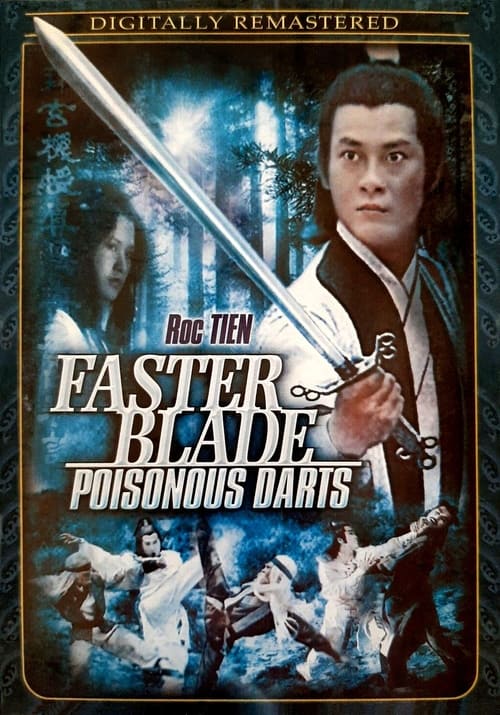 DIGITALLY REMASTERED
ROC TIEN
FASTER
BLADE
POISONOUS DARTS